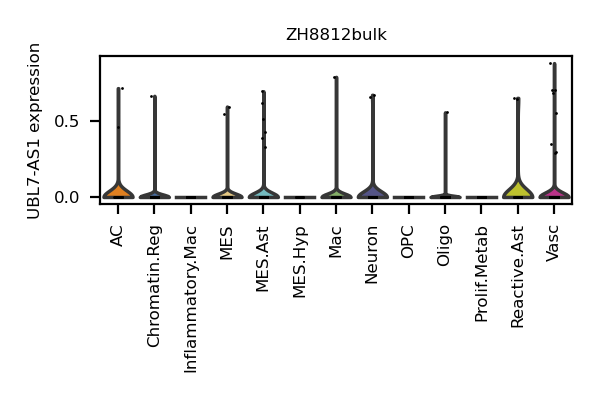 ZH8812bulk
UBL7-AS1 expression
0.5
0.0
AC
Chromatin.Reg
Inflammatory.Mac
MES
MES.Ast
MES.Hyp
Mac
Neuron
OPC
Oligo
Prolif.Metab
Reactive.Ast
Vasc